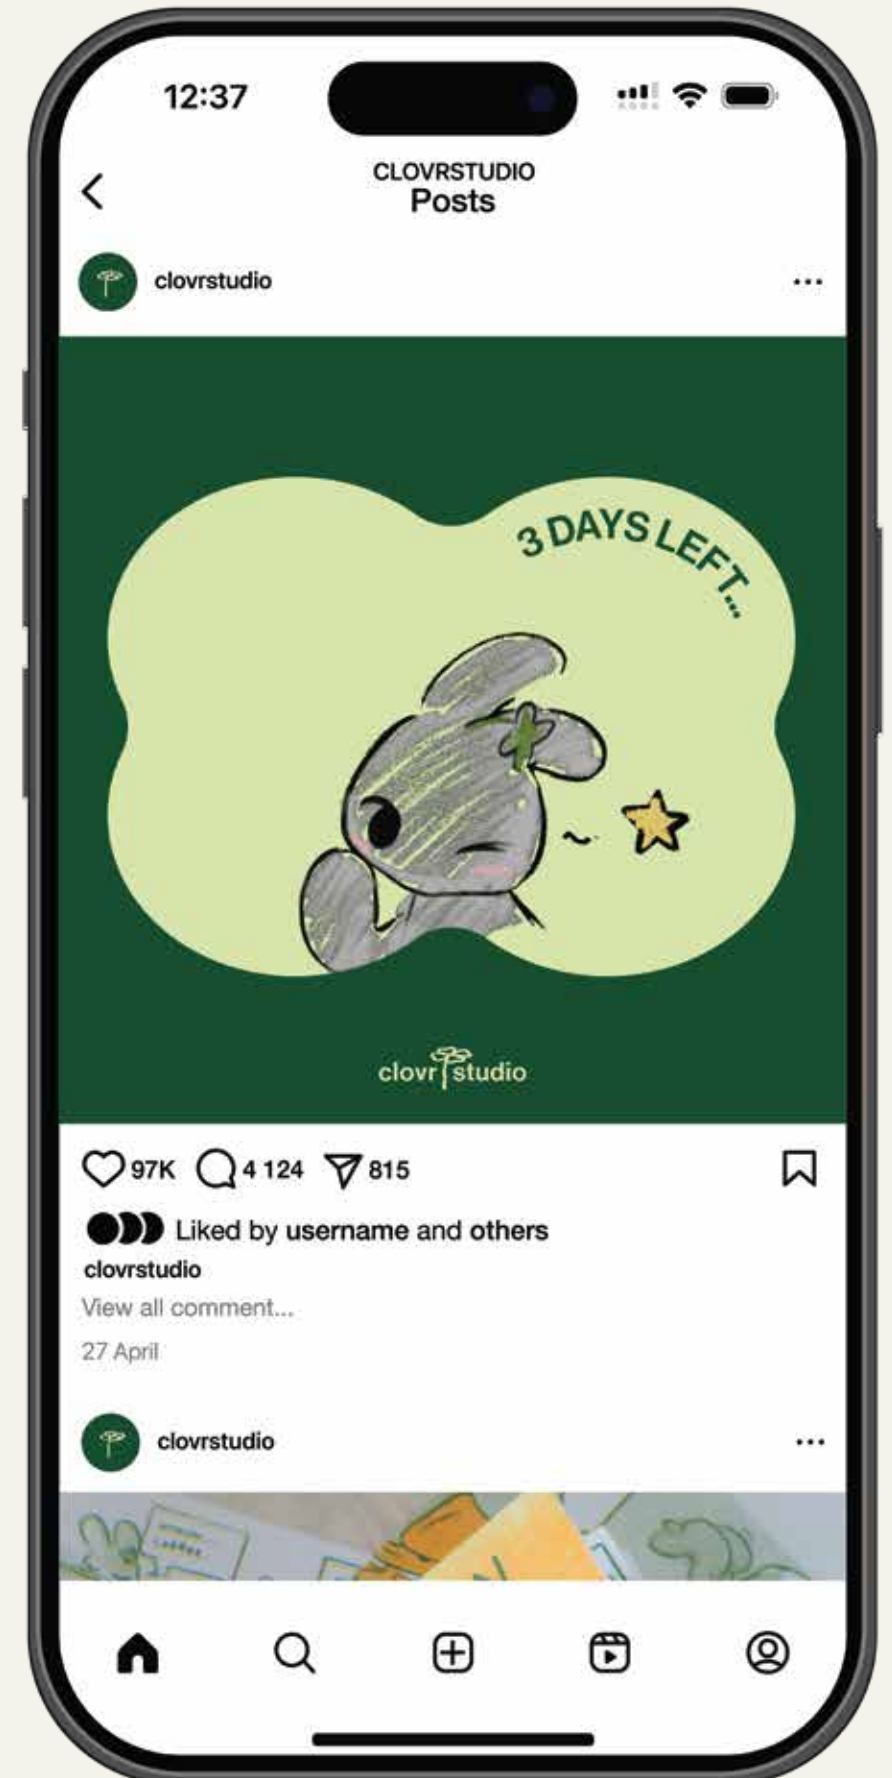 12:37
CLOVRSTUDIO
Posts
clovrstudio
3 DAYS LEFT...
clovr studio
97K 4 124 815
Liked by username and others
clovrstudio
View all comment...
27 April
clovrstudio